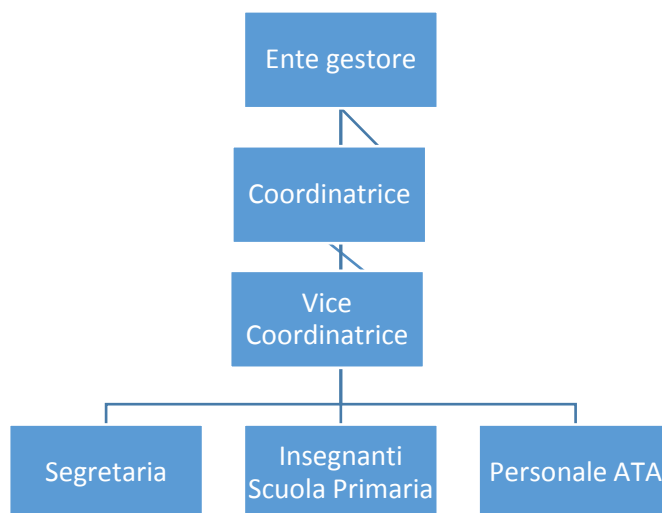 Ente gestore
Coordinatrice
Vice
Coordinatrice
Segretaria
Insegnanti
Scuola Primaria
Personale ATA